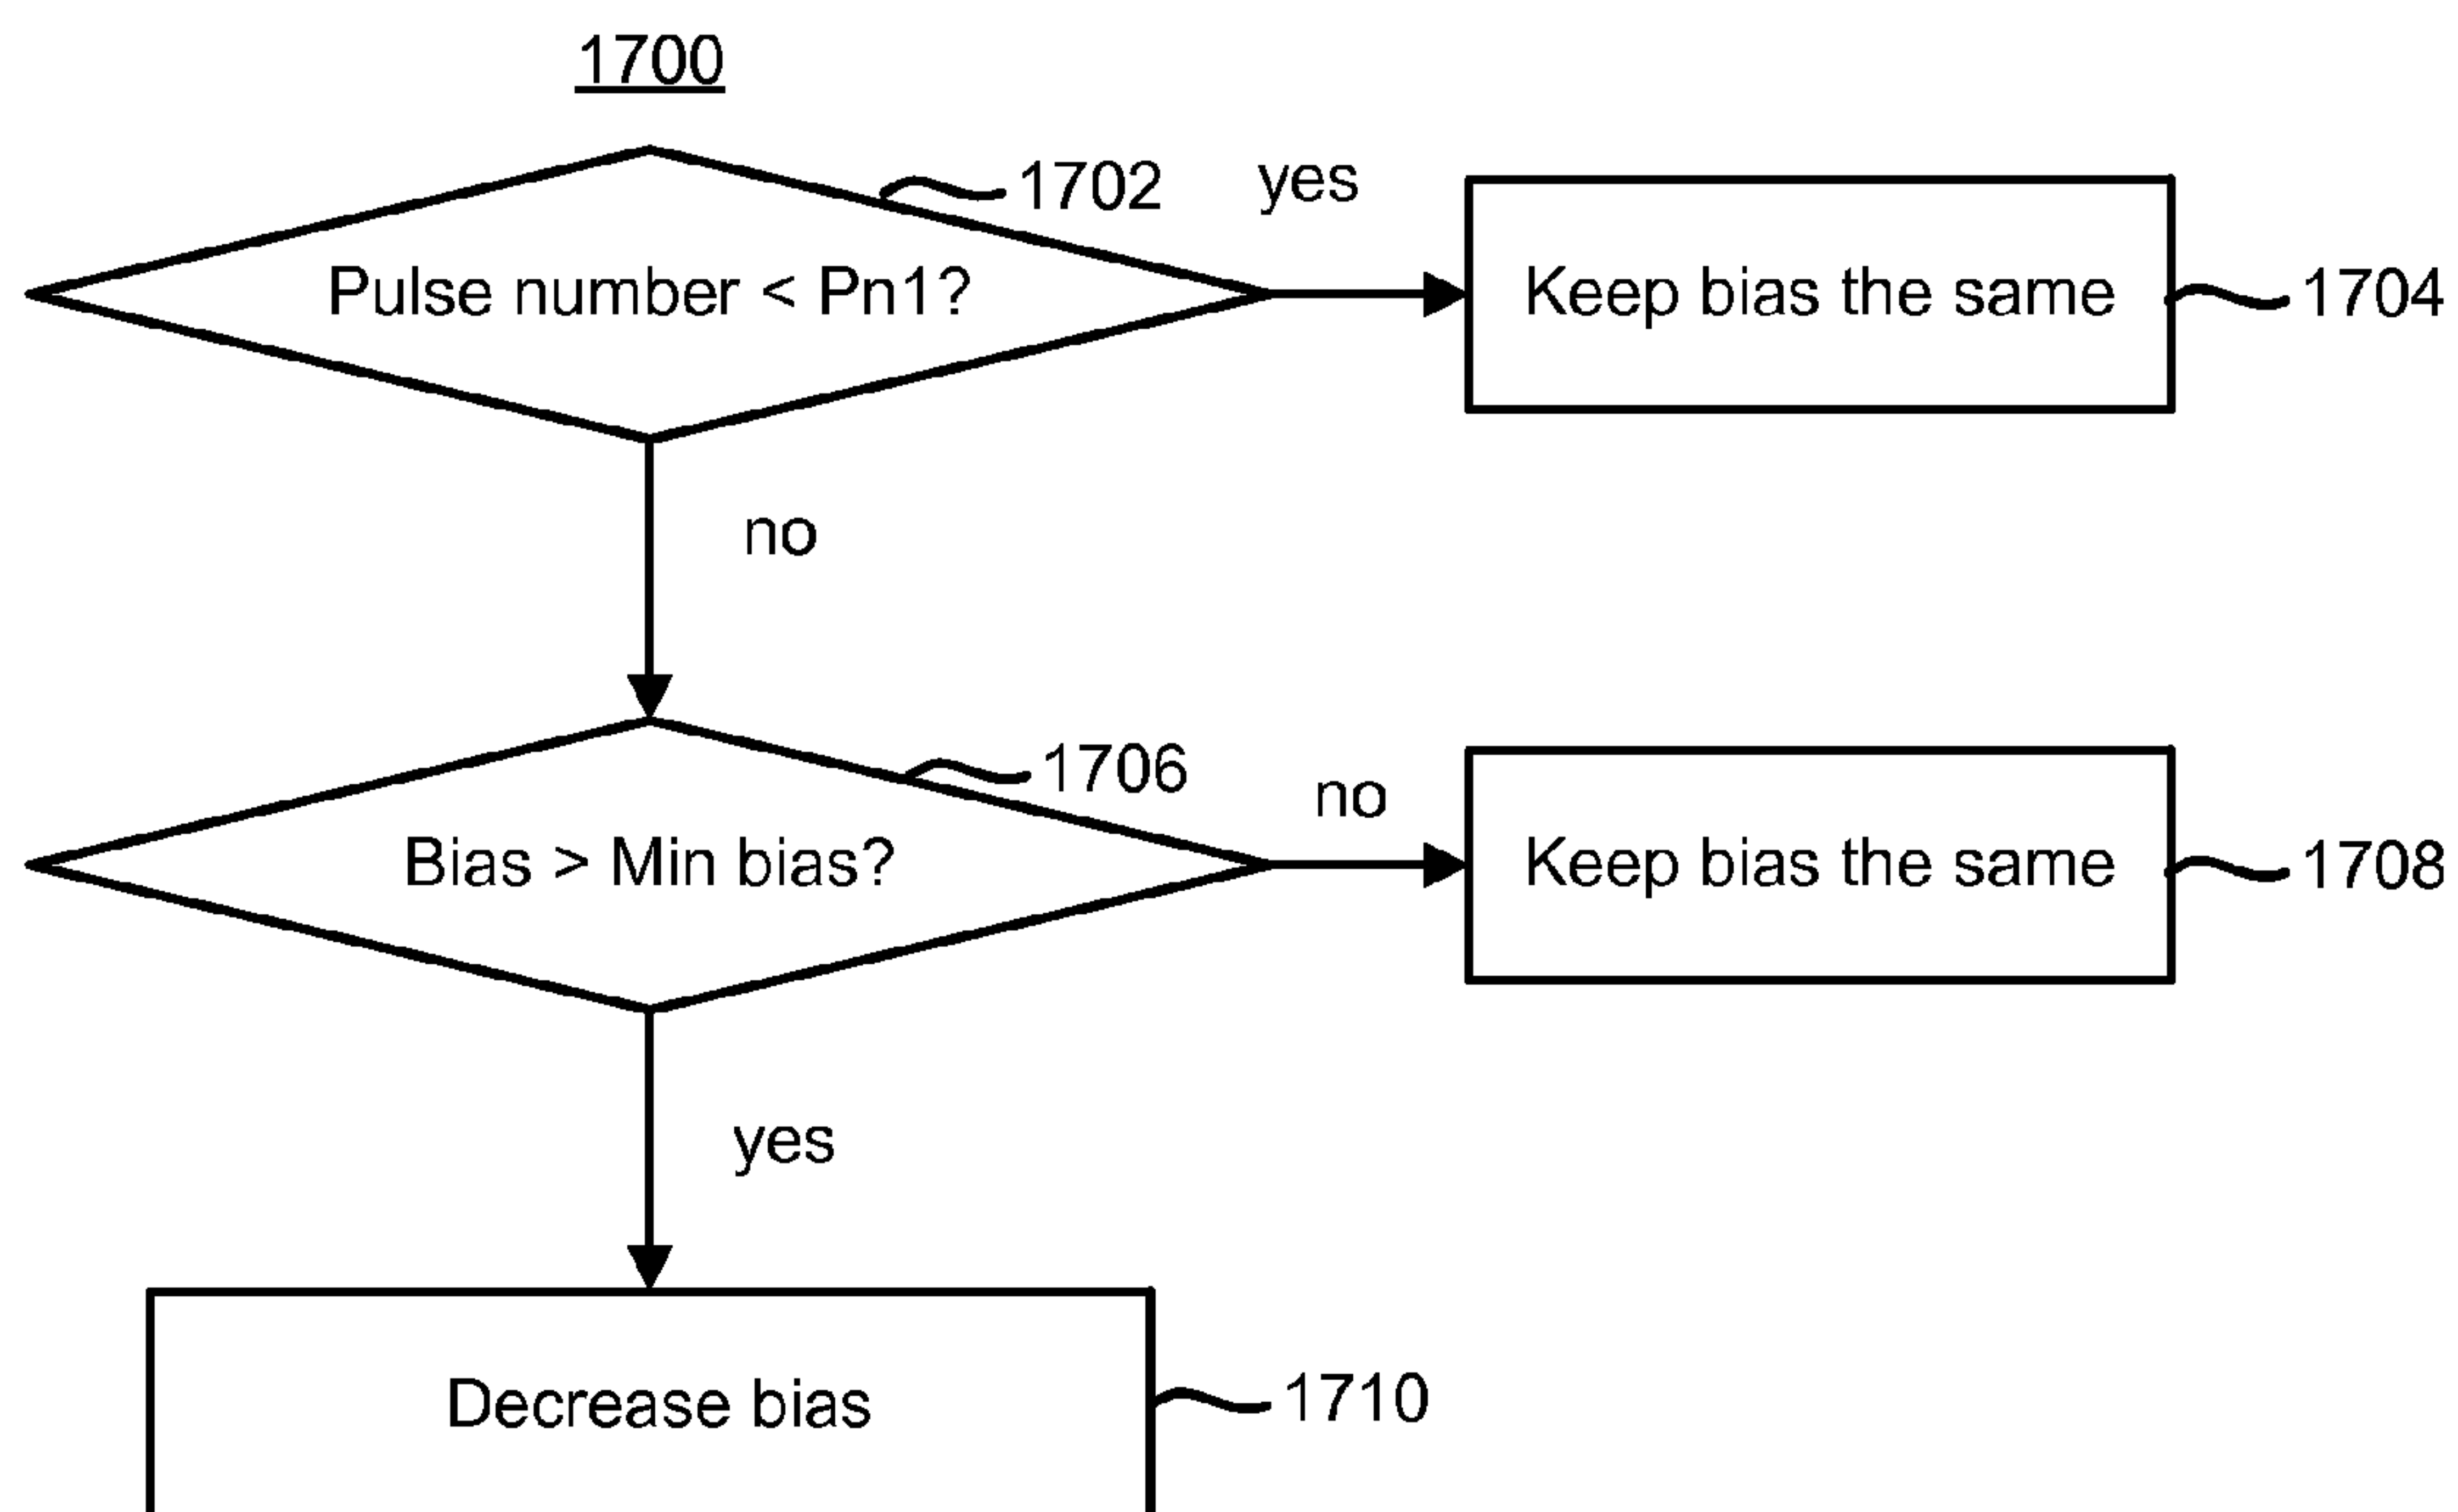 1700
1702
yes
Pulse number < Pn1?
Keep bias the same
1704
no
1706
no
Bias > Min bias?
Keep bias the same
1708
yes
Decrease bias
1710